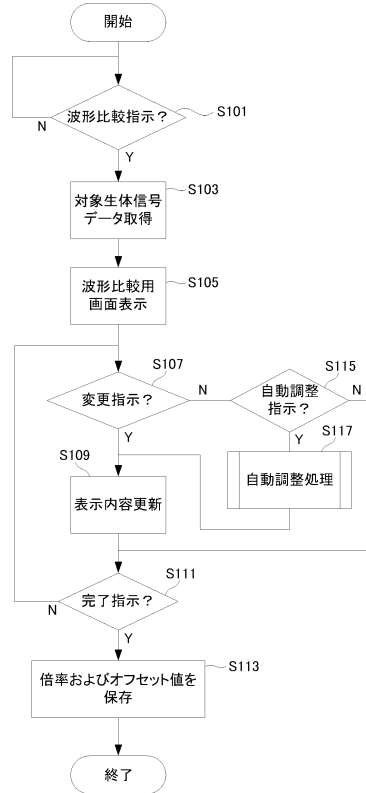 開始
波形比較指示？
S101
N
Y
対象生体信号
データ取得
S103
波形比較用
画面表示
S105
変更指示？
S107
N
Y
自動調整
指示？
S115
N
Y
自動調整処理
S117
S109
表示内容更新
完了指示？
S111
N
Y
倍率およびオフセット値を
保存
S113
終了